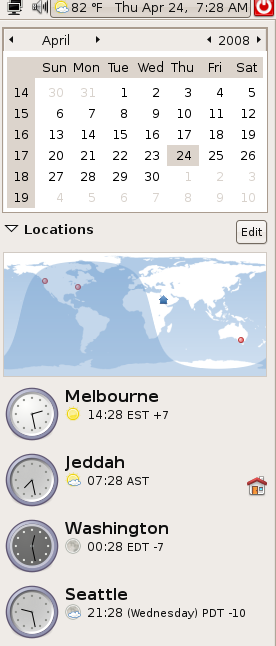 82 °F Thu Apr 24, 7:28 AM
April 2008
Sun Mon Tue Wed Thu Fri Sat
14 30 31 1 2 3 4 5
15 6 7 8 9 10 11 12
16 13 14 15 16 17 18 19
17 20 21 22 23 24 25 26
18 27 28 29 30 1 2 3
19 4 5 6 7 8 9 10
Locations Edit
Melbourne
14:28 EST +7
Jeddah
07:28 AST
Washington
00:28 EDT -7
Seattle
21:28 (Wednesday) PDT -10